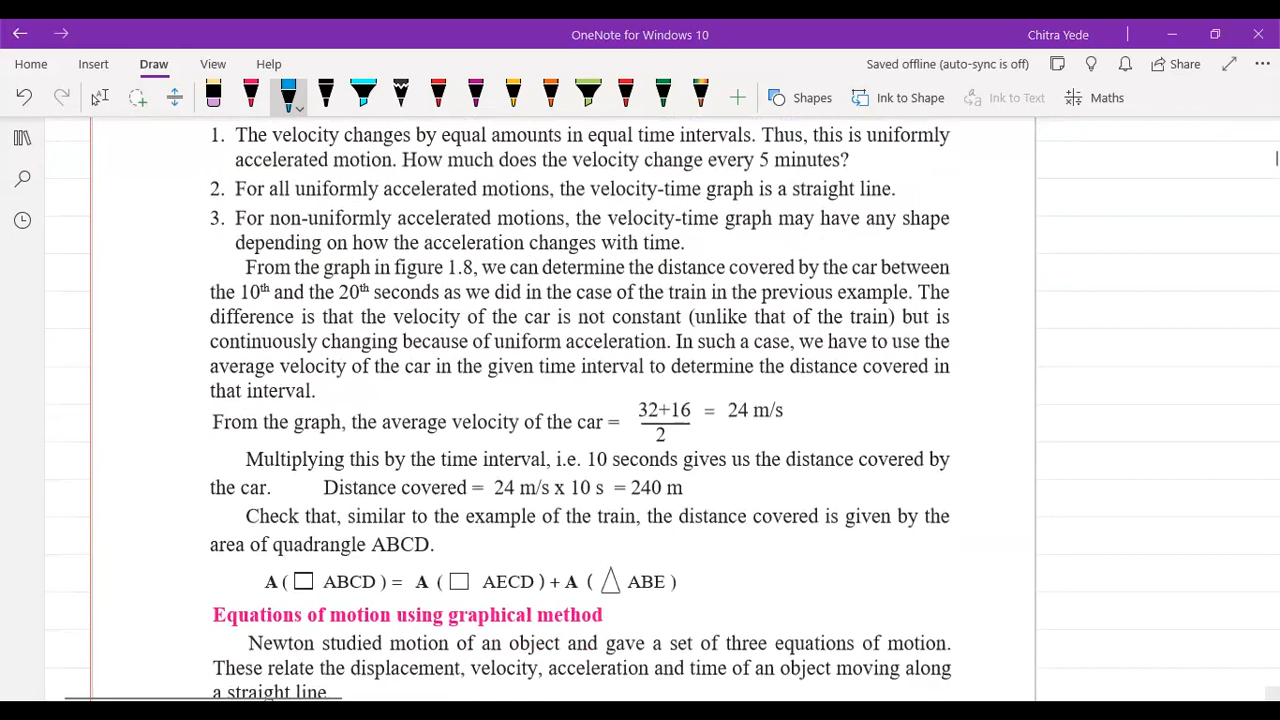 OneNote for Windows 10
Chitra Yede
Home Insert Draw View Help
Saved offline (auto-sync is off)
Share
Shapes
Ink to Shape
Ink to Text
Maths
1. The velocity changes by equal amounts in equal time intervals. Thus, this is uniformly
accelerated motion. How much does the velocity change every 5 minutes?
2. For all uniformly accelerated motions, the velocity-time graph is a straight line.
3. For non-uniformly accelerated motions, the velocity-time graph may have any shape
depending on how the acceleration changes with time.
From the graph in figure 1.8, we can determine the distance covered by the car between
the 10th and the 20th seconds as we did in the case of the train in the previous example. The
difference is that the velocity of the car is not constant (unlike that of the train) but is
continuously changing because of uniform acceleration. In such a case, we have to use the
average velocity of the car in the given time interval to determine the distance covered in
that interval.
From the graph, the average velocity of the car = 32+16 / 2 = 24 m/s
Multiplying this by the time interval, i.e. 10 seconds gives us the distance covered by
the car. Distance covered = 24 m/s x 10 s = 240 m
Check that, similar to the example of the train, the distance covered is given by the
area of quadrangle ABCD.
A ( □ ABCD ) = A ( □ AECD ) + A ( △ ABE )
Equations of motion using graphical method
Newton studied motion of an object and gave a set of three equations of motion.
These relate the displacement, velocity, acceleration and time of an object moving along
a straight line